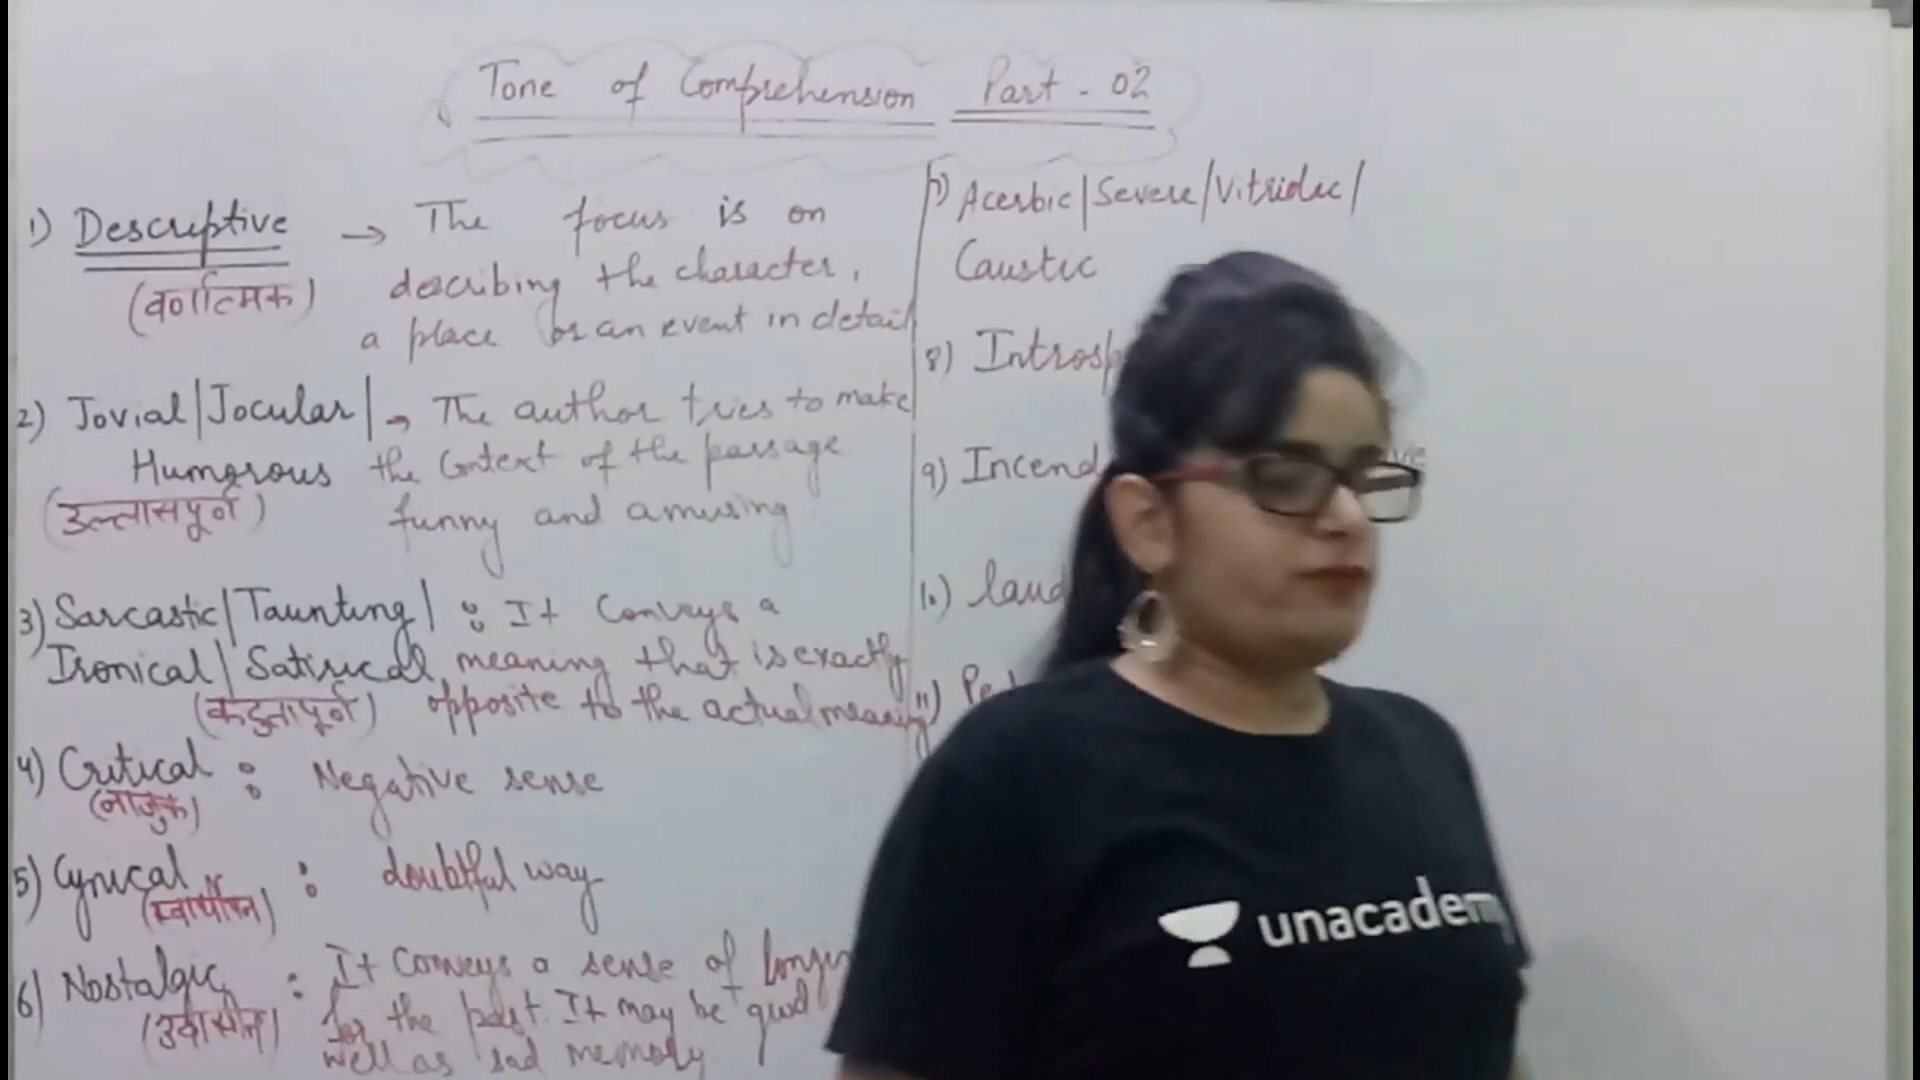 Tone of Comprehension Part - 02
1) Descriptive → The focus is on
describing the character,
(वर्णात्मक)
a place or an event in detail
2) Jovial|Jocular| → The author tries to make
Humorous the Context of the passage
(उल्लासपूर्ण)
funny and amusing
3) Sarcastic|Taunting| : It Conveys a
Ironical|Satirical meaning that is exactly
(कटुतापूर्ण) opposite to the actual meaning
4) Critical : Negative sense
(नाजुक)
5) Cynical : doubtful way
6) Nostalgic : It Conveys a sense of
(उदासीन) for the past. It may be good
well as sad memory
7) Acerbic|Severe|Vitriolic|
Caustic
8)
9)
10)
11)
unacademy